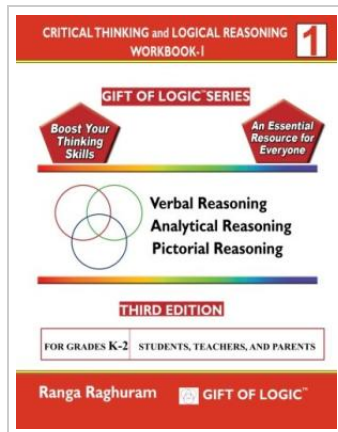 CRITICAL THINKING and LOGICAL REASONING
WORKBOOK-I
1
GIFT OF LOGIC™ SERIES
Boost Your
Thinking
Skills
An Essential
Resource for
Everyone
Verbal Reasoning
Analytical Reasoning
Pictorial Reasoning
THIRD EDITION
FOR GRADES K-2 STUDENTS, TEACHERS, AND PARENTS
Ranga Raghuram
GIFT OF LOGIC™